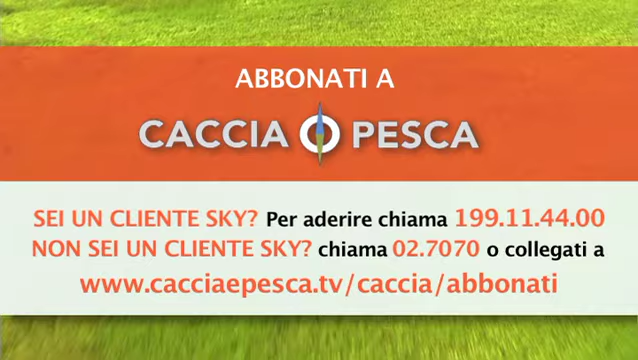 ABBONATI A
CACCIA PESCA
SEI UN CLIENTE SKY? Per aderire chiama 199.11.44.00
NON SEI UN CLIENTE SKY? chiama 02.7070 o collegati a
www.cacciaepesca.tv/caccia/abbonati